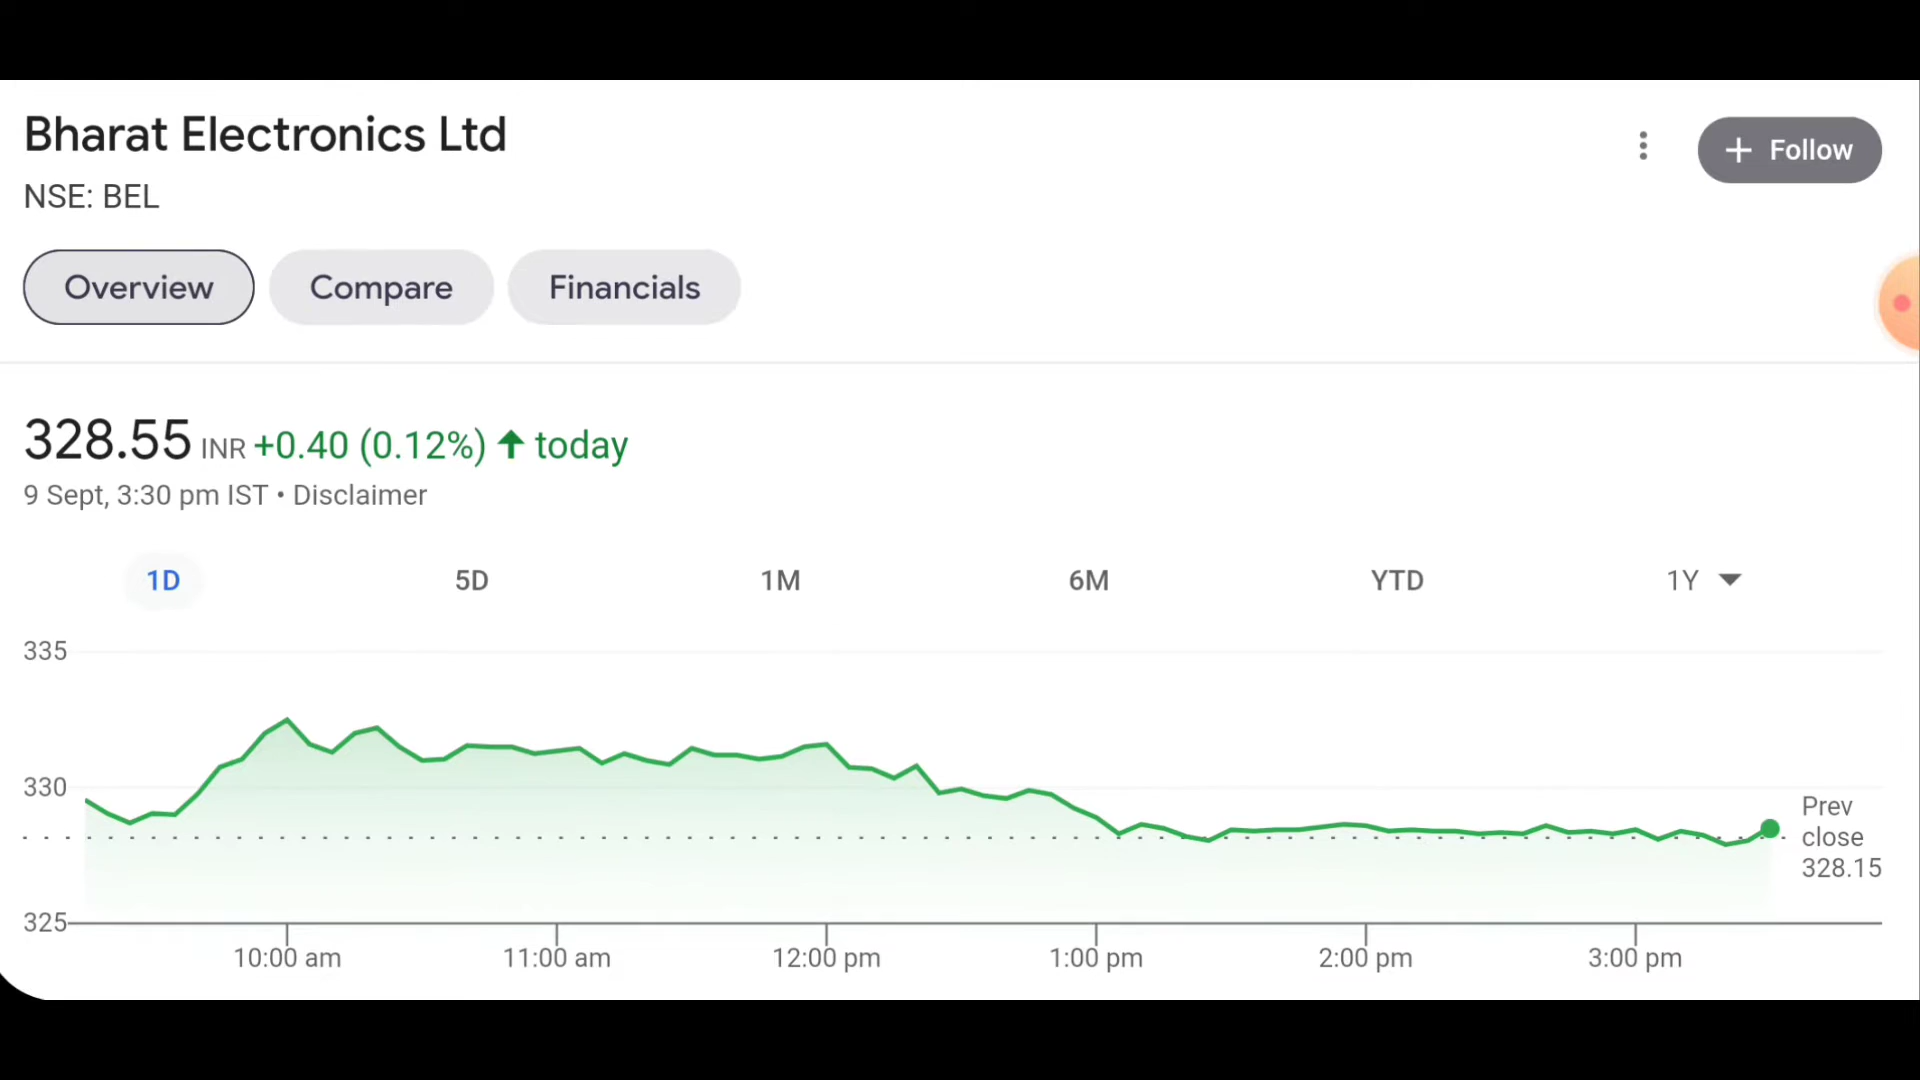 Bharat Electronics Ltd
+ Follow
NSE: BEL
Overview
Compare
Financials
328.55 INR +0.40 (0.12%) ↑ today
9 Sept, 3:30 pm IST • Disclaimer
1D
5D
1M
6M
YTD
1Y
335
330
325
Prev
close
328.15
10:00 am
11:00 am
12:00 pm
1:00 pm
2:00 pm
3:00 pm